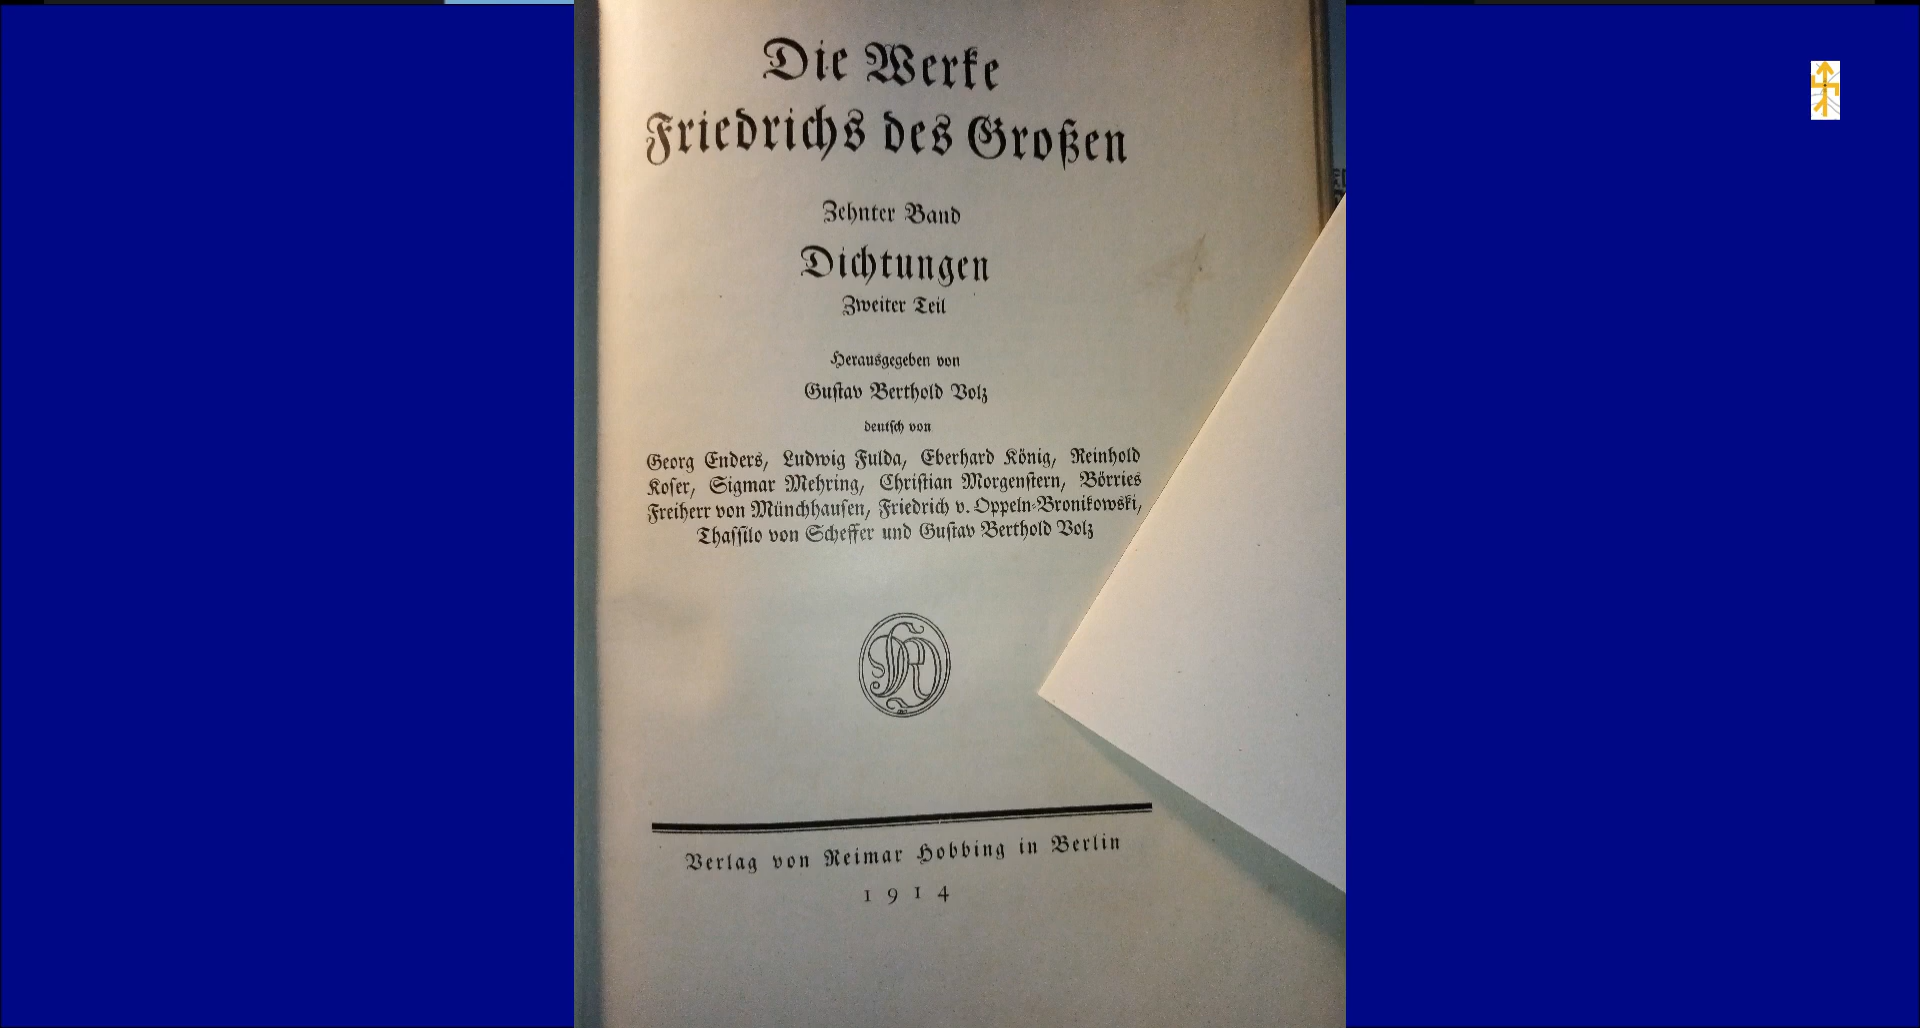 Die Werke
Friedrichs des Großen
Zehnter Band
Dichtungen
Zweiter Teil
Herausgegeben von
Gustav Berthold Volz
deutsch von
Georg Enders, Ludwig Fulda, Eberhard König, Reinhold
Koser, Sigmar Mehring, Christian Morgenstern, Börries
Freiherr von Münchhausen, Friedrich v. Oppeln-Bronikowski,
Thassilo von Scheffer und Gustav Berthold Volz
Verlag von Reimar Hobbing in Berlin
1914